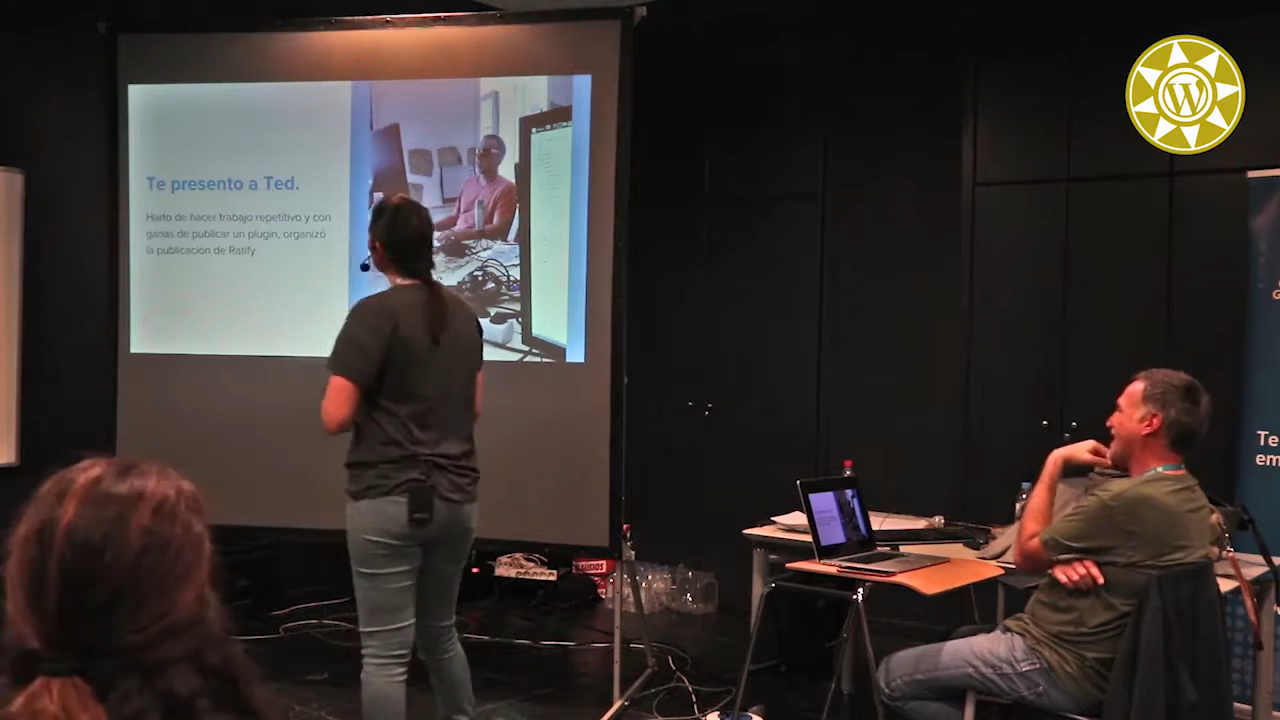 Te presento a Ted.
Harto de hacer trabajo repetitivo y con
ganas de publicar un plugin, organizó
la publicación de Ratify
W
Te
em